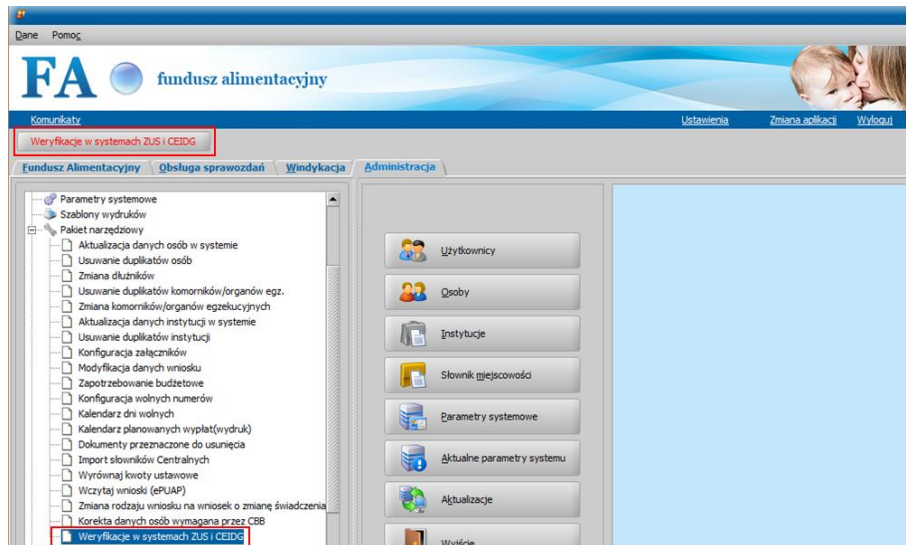 Dane Pomoc
FA fundusz alimentacyjny
Komunikaty Ustawienia Zmiana aplikacji Wyloguj
Weryfikacje w systemach ZUS i CEIDG
Fundusz Alimentacyjny Obsługa sprawozdań Windykacja Administracja
Parametry systemowe
Szablony wydruków
Pakiet narzędziowy
Aktualizacja danych osób w systemie
Usuwanie duplikatów osób
Zmiana dłużników
Usuwanie duplikatów komorników/organów egz.
Zmiana komorników/organów egzekucyjnych
Aktualizacja danych instytucji w systemie
Usuwanie duplikatów instytucji
Konfiguracja załączników
Modyfikacja danych wniosku
Zapotrzebowanie budżetowe
Konfiguracja wolnych numerów
Kalendarz dni wolnych
Kalendarz planowanych wypłat(wydruk)
Dokumenty przeznaczone do usunięcia
Import słowników Centralnych
Wyrównaj kwoty ustawowe
Wczytaj wnioski (ePUAP)
Zmiana rodzaju wniosku na wniosek o zmianę świadczenia
Korekta danych osób wymagana przez CBB
Weryfikacje w systemach ZUS i CEIDG
Użytkownicy
Osoby
Instytucje
Słownik miejscowości
Parametry systemowe
Aktualne parametry systemu
Aktualizacje
Wyjście